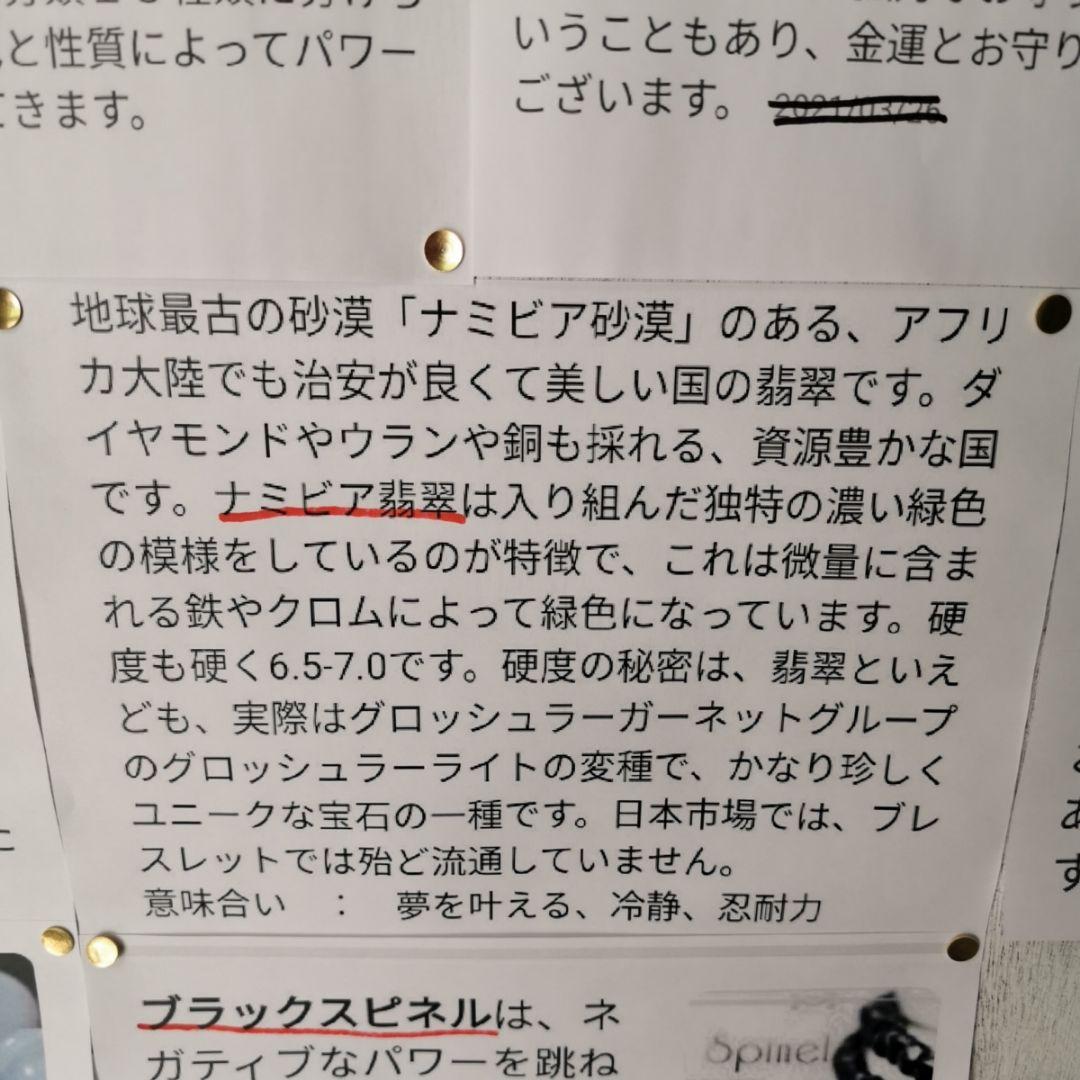 と性質によってパワー
きます。
いうこともあり、金運とお守り
ございます。 2021/03/26
地球最古の砂漠「ナミビア砂漠」のある、アフリ
カ大陸でも治安が良くて美しい国の翡翠です。ダ
イヤモンドやウランや銅も採れる、資源豊かな国
です。ナミビア翡翠は入り組んだ独特の濃い緑色
の模様をしているのが特徴で、これは微量に含ま
れる鉄やクロムによって緑色になっています。硬
度も硬く6.5-7.0です。硬度の秘密は、翡翠といえ
ども、実際はグロッシュラーガーネットグループ
のグロッシュラーライトの変種で、かなり珍しく
ユニークな宝石の一種です。日本市場では、ブレ
スレットでは殆ど流通していません。
意味合い ： 夢を叶える、冷静、忍耐力
あ
す
ブラックスピネルは、ネ
ガティブなパワーを跳ね
Spinel